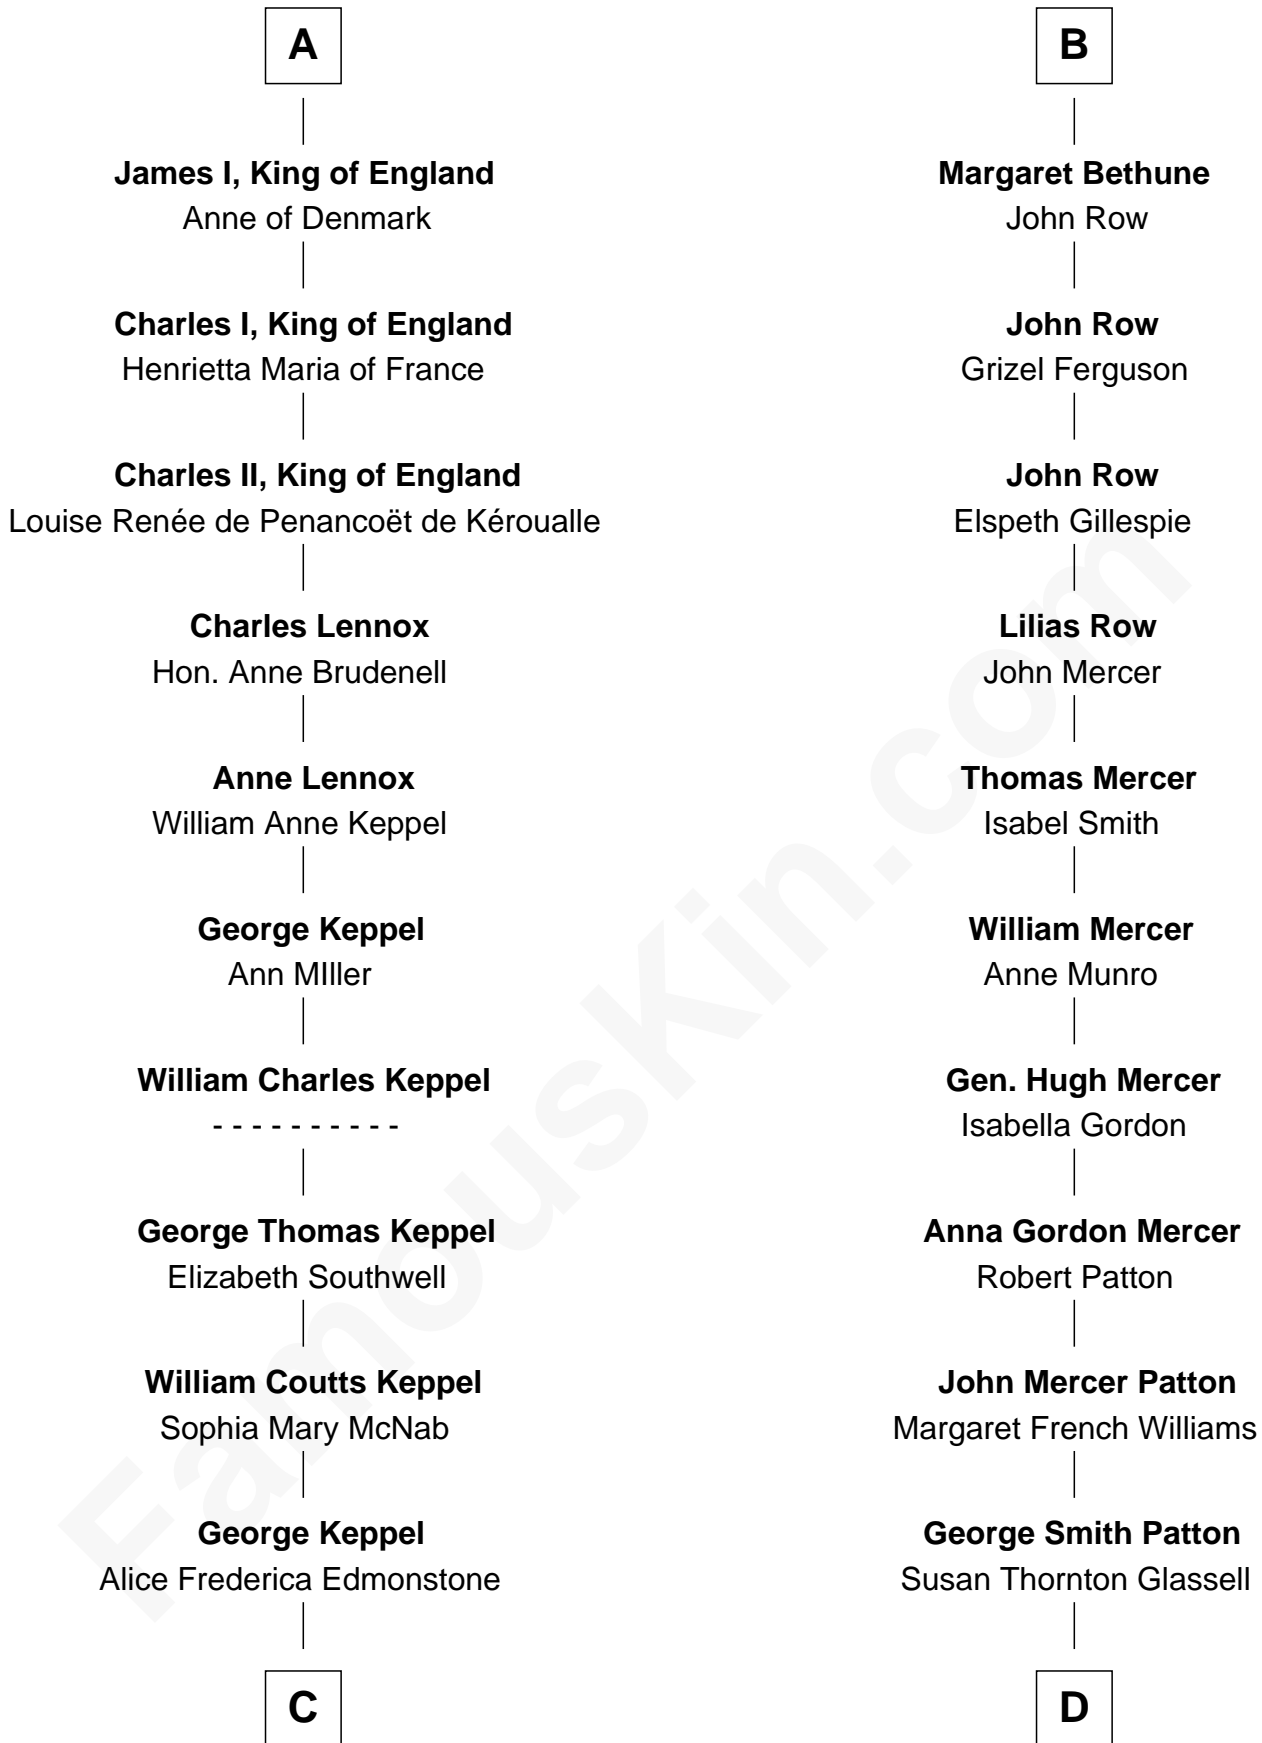 A
James I, King of England
Anne of Denmark
Charles I, King of England
Henrietta Maria of France
Charles II, King of England
Louise Renée de Penancoët de Kéroualle
Charles Lennox
Hon. Anne Brudenell
Anne Lennox
William Anne Keppel
George Keppel
Ann MIller
William Charles Keppel
- - - - - - - - - -
George Thomas Keppel
Elizabeth Southwell
William Coutts Keppel
Sophia Mary McNab
George Keppel
Alice Frederica Edmonstone
C
B
Margaret Bethune
John Row
John Row
Grizel Ferguson
John Row
Elspeth Gillespie
Lilias Row
John Mercer
Thomas Mercer
Isabel Smith
William Mercer
Anne Munro
Gen. Hugh Mercer
Isabella Gordon
Anna Gordon Mercer
Robert Patton
John Mercer Patton
Margaret French Williams
George Smith Patton
Susan Thornton Glassell
D
FamousKin.com